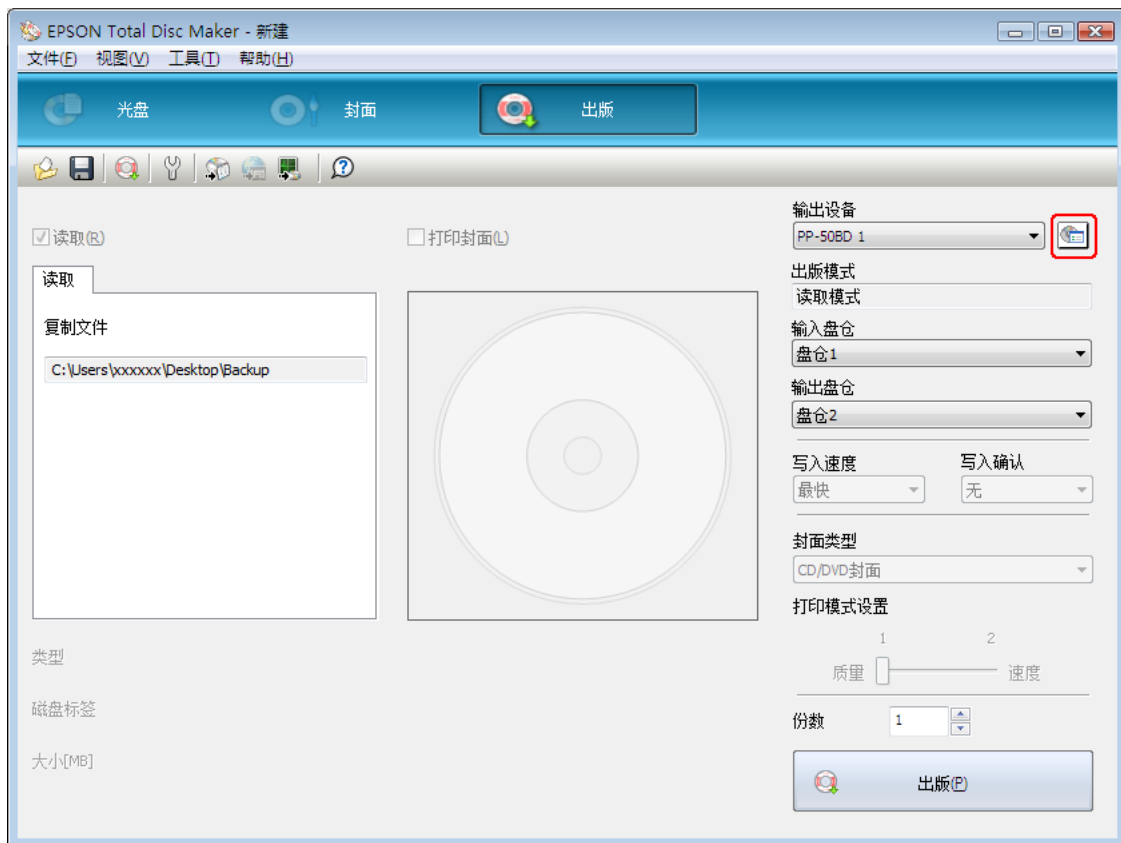 EPSON Total Disc Maker - 新建
文件(F) 视图(V) 工具(T) 帮助(H)
光盘 封面 出版
读取(R)
打印封面(L)
读取
复制文件
C:\Users\xxxxxx\Desktop\Backup
类型
磁盘标签
大小[MB]
输出设备
PP-50BD 1
出版模式
读取模式
输入盘仓
盘仓1
输出盘仓
盘仓2
写入速度 写入确认
最快 无
封面类型
CD/DVD封面
打印模式设置
1 2
质量 速度
份数 1
出版(P)